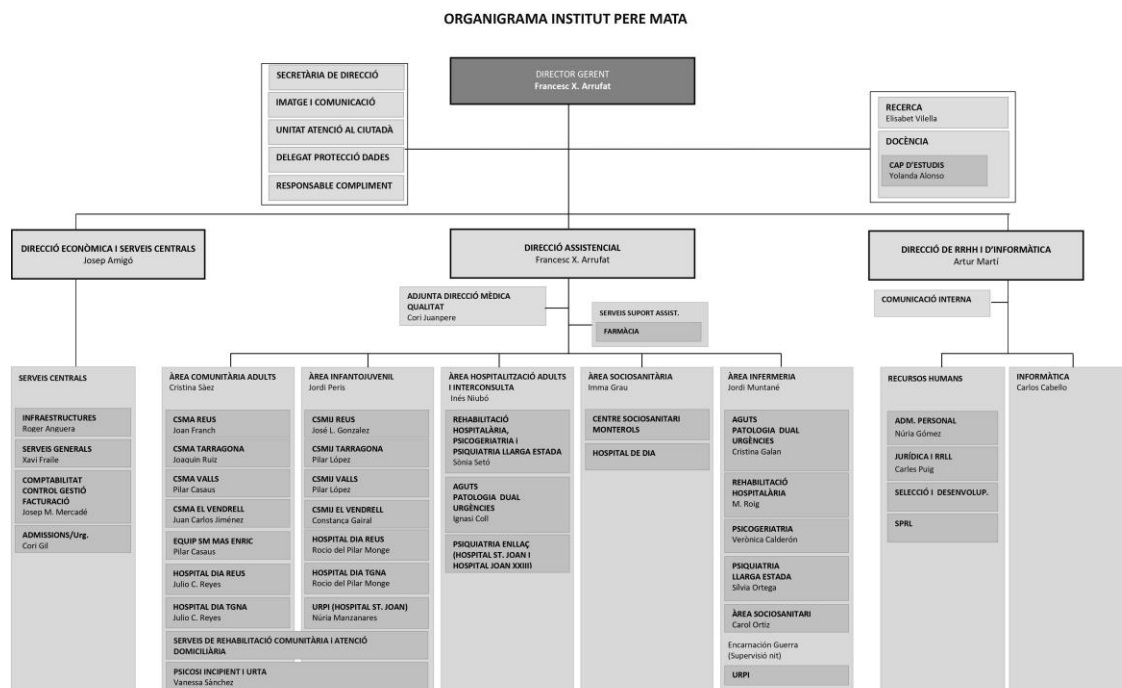 ORGANIGRAMA INSTITUT PERE MATA
DIRECTOR GERENT
Francesc X. Arrufat
SECRETÀRIA DE DIRECCIÓ
IMATGE I COMUNICACIÓ
UNITAT ATENCIÓ AL CIUTADÀ
DELEGAT PROTECCIÓ DADES
RESPONSABLE COMPLIMENT
RECERCA
Elisabet Vilella
DOCÈNCIA
CAP D'ESTUDIS
Yolanda Alonso
DIRECCIÓ ECONÒMICA I SERVEIS CENTRALS
Josep Amigó
DIRECCIÓ ASSISTENCIAL
Francesc X. Arrufat
DIRECCIÓ DE RRHH I D'INFORMÀTICA
Artur Martí
ADJUNTA DIRECCIÓ MÈDICA
QUALITAT
Cori Juanpere
SERVEIS SUPORT ASSIST.
FARMÀCIA
COMUNICACIÓ INTERNA
SERVEIS CENTRALS
INFRAESTRUCTURES
Roger Anguera
SERVEIS GENERALS
Xavi Fraile
COMPTABILITAT
CONTROL GESTIÓ
FACTURACIÓ
Josep M. Mercadé
ADMISSIONS/Urg.
Cori Gil
ÀREA COMUNITÀRIA ADULTS
Cristina Sàez
CSMA REUS
Joan Franch
CSMA TARRAGONA
Joaquín Ruiz
CSMA VALLS
Pilar Casaus
CSMA EL VENDRELL
Juan Carlos Jiménez
EQUIP SM MAS ENRIC
Pilar Casaus
HOSPITAL DIA REUS
Julio C. Reyes
HOSPITAL DIA TGNA
Julio C. Reyes
ÀREA INFANTOJUVENIL
Jordi Peris
CSMIJ REUS
José L. Gonzalez
CSMIJ TARRAGONA
Pilar López
CSMIJ VALLS
Pilar López
CSMIJ EL VENDRELL
Constança Gairal
HOSPITAL DIA REUS
Rocio del Pilar Monge
HOSPITAL DIA TGNA
Rocio del Pilar Monge
URPI (HOSPITAL ST. JOAN)
Núria Manzanares
SERVEIS DE REHABILITACIÓ COMUNITÀRIA i ATENCIÓ
DOMICILIÀRIA
PSICOSI INCIPIENT I URTA
Vanessa Sànchez
ÀREA HOSPITALITZACIÓ ADULTS
I INTERCONSULTA
Inés Niubó
REHABILITACIÓ
HOSPITALÀRIA,
PSICOGERIATRIA i
PSIQUIATRIA LLARGA ESTADA
Sònia Setó
AGUTS
PATOLOGIA DUAL
URGÈNCIES
Ignasi Coll
PSIQUIATRIA ENLLAÇ
(HOSPITAL ST. JOAN I
HOSPITAL JOAN XXIII)
ÀREA SOCIOSANITÀRIA
Imma Grau
CENTRE SOCIOSANITARI
MONTEROLS
HOSPITAL DE DIA
ÀREA INFERMERIA
Jordi Muntané
AGUTS
PATOLOGIA DUAL
URGÈNCIES
Cristina Galan
REHABILITACIÓ
HOSPITALÀRIA
M. Roig
PSICOGERIATRIA
Verònica Calderón
PSIQUIATRIA
LLARGA ESTADA
Sílvia Ortega
ÀREA SOCIOSANITARI
Carol Ortiz
Encarnación Guerra
(Supervisió nit)
URPI
RECURSOS HUMANS
ADM. PERSONAL
Núria Gómez
JURÍDICA I RRLL
Carles Puig
SELECCIÓ I DESENVOLUP.
SPRL
INFORMÀTICA
Carlos Cabello